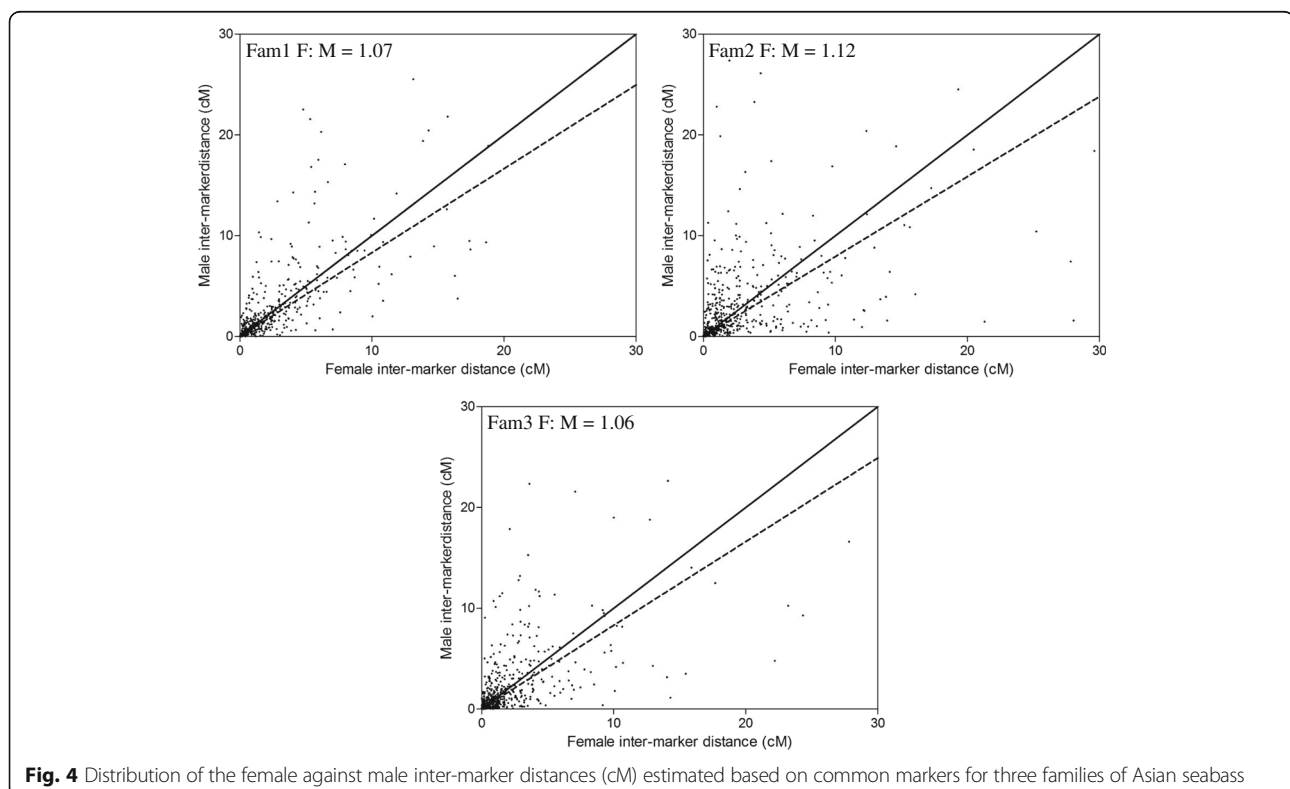 30
20
10
0
Male inter-markerdistance (cM)
Fam1 F: M = 1.07
0 10 20 30
Female inter-marker distance (cM)
30
20
10
0
Male inter-markerdistance (cM)
Fam2 F: M = 1.12
0 10 20 30
Female inter-marker distance (cM)
30
20
10
0
Male inter-markerdistance (cM)
Fam3 F: M = 1.06
0 10 20 30
Female inter-marker distance (cM)
Fig. 4 Distribution of the female against male inter-marker distances (cM) estimated based on common markers for three families of Asian seabass